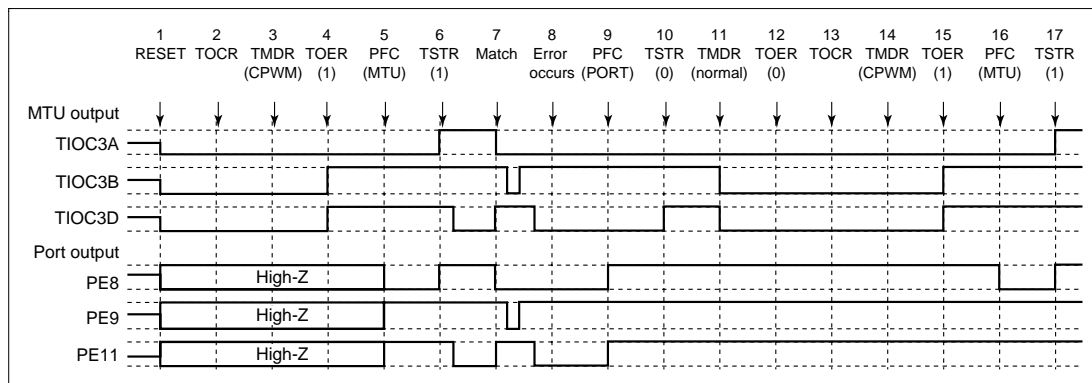 1 2 3 4 5 6 7 8 9 10 11 12 13 14 15 16 17
RESET TOCR TMDR TOER PFC TSTR Match Error PFC TSTR TMDR TOER TOCR TMDR TOER PFC TSTR
(CPWM) (1) (MTU) (1) occurs (PORT) (0) (normal) (0) (CPWM) (1) (MTU) (1)
MTU output
TIOC3A
TIOC3B
TIOC3D
Port output
PE8 High-Z
PE9 High-Z
PE11 High-Z